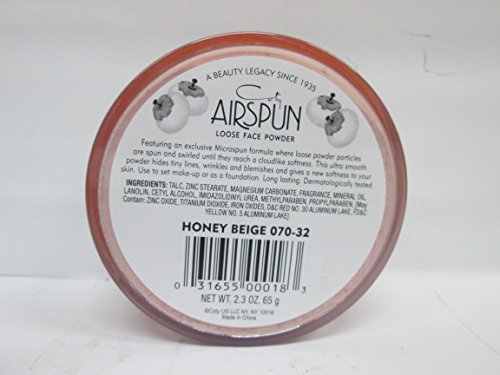 A BEAUTY LEGACY SINCE 1935
Coty
AIRSPUN
LOOSE FACE POWDER
Featuring an exclusive Microspun formula where loose powder particles
are spun and swirled until they reach a cloudlike softness. This ultra smooth
powder hides tiny lines, wrinkles and blemishes and gives a new softness to your
skin. Use to set make-up or as a foundation. Long lasting. Dermatologically tested.
INGREDIENTS: TALC, ZINC STEARATE, MAGNESIUM CARBONATE, FRAGRANCE, MINERAL OIL,
LANOLIN, CETYL ALCOHOL, IMIDAZOLIDINYL UREA, METHYLPARABEN, PROPYLPARABEN, [May
Contain: ZINC OXIDE, TITANIUM DIOXIDE, IRON OXIDES, D&C RED NO. 30 ALUMINUM LAKE, FD&C
YELLOW NO. 5 ALUMINUM LAKE].
HONEY BEIGE 070-32
0 31655 00018 3
NET WT. 2.3 OZ. 65 g
©Coty US LLC NY, NY 10016
Made in China